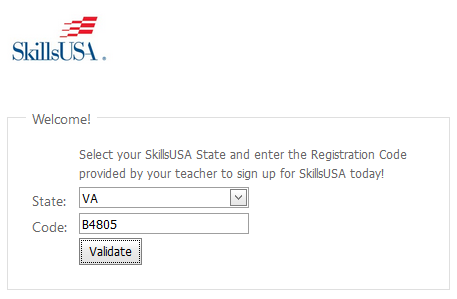 SkillsUSA®
Welcome!
Select your SkillsUSA State and enter the Registration Code
provided by your teacher to sign up for SkillsUSA today!
State: VA
Code: B4805
Validate